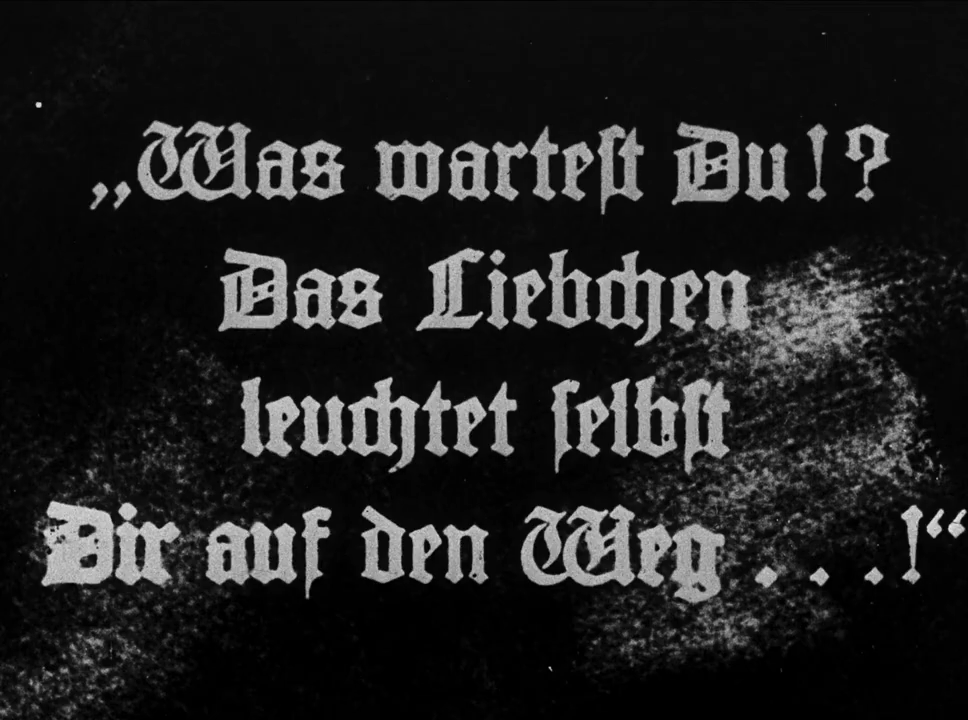 „Was warteſt Du!?
Das Liebchen
leuchtet ſelbſt
Dir auf den Weg . . .!“